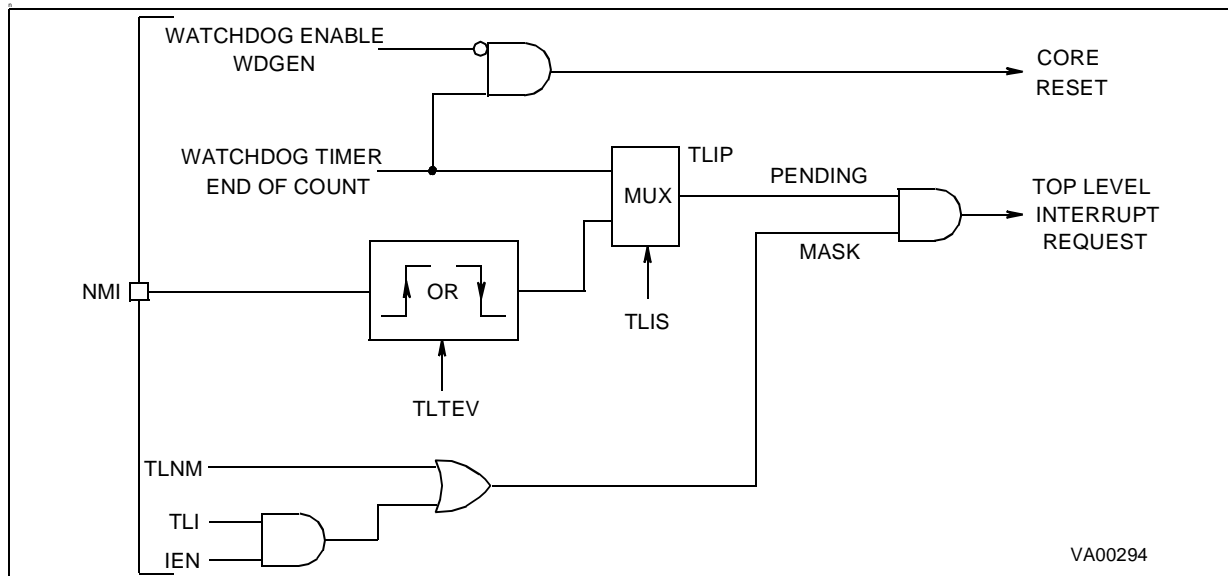 WATCHDOG ENABLE
WDGEN
CORE
RESET
WATCHDOG TIMER
END OF COUNT
TLIP
MUX
PENDING
TOP LEVEL
INTERRUPT
REQUEST
MASK
NMI
OR
TLIS
TLTEV
TLNM
TLI
IEN
VA00294